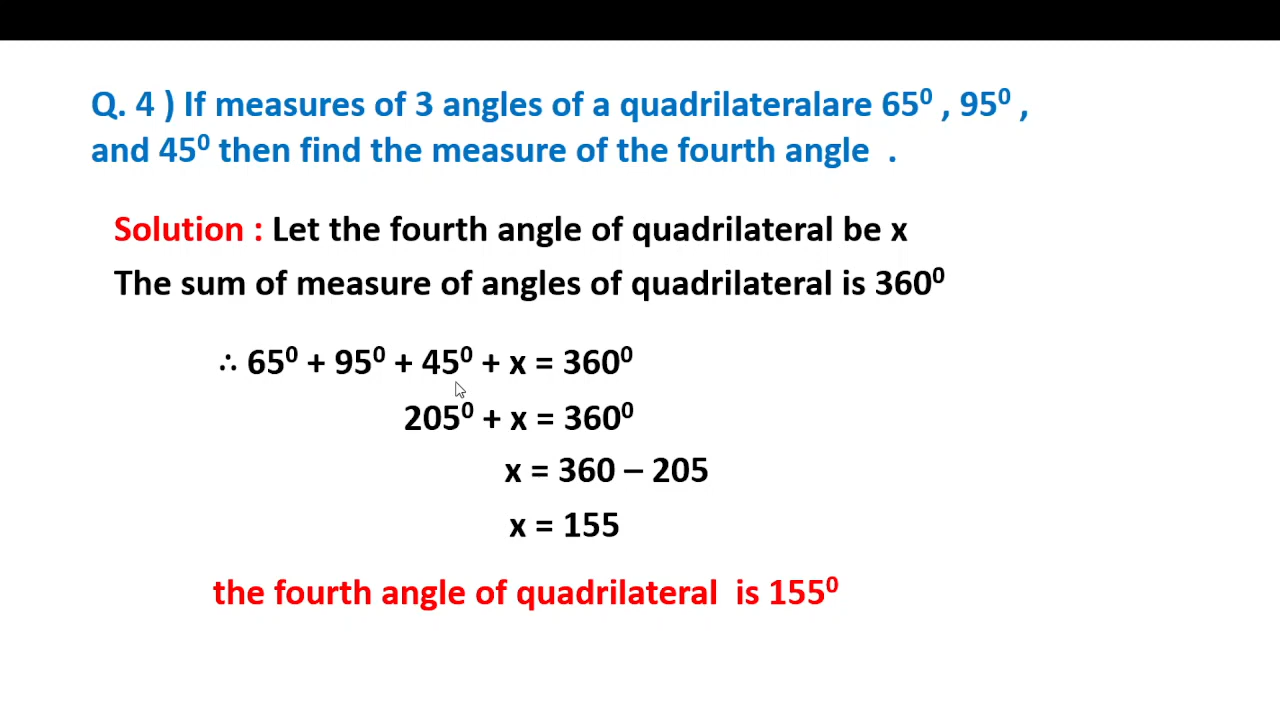 Q. 4 ) If measures of 3 angles of a quadrilateralare 65⁰ , 95⁰ ,
and 45⁰ then find the measure of the fourth angle .
Solution : Let the fourth angle of quadrilateral be x
The sum of measure of angles of quadrilateral is 360⁰
∴ 65⁰ + 95⁰ + 45⁰ + x = 360⁰
205⁰ + x = 360⁰
x = 360 – 205
x = 155
the fourth angle of quadrilateral is 155⁰